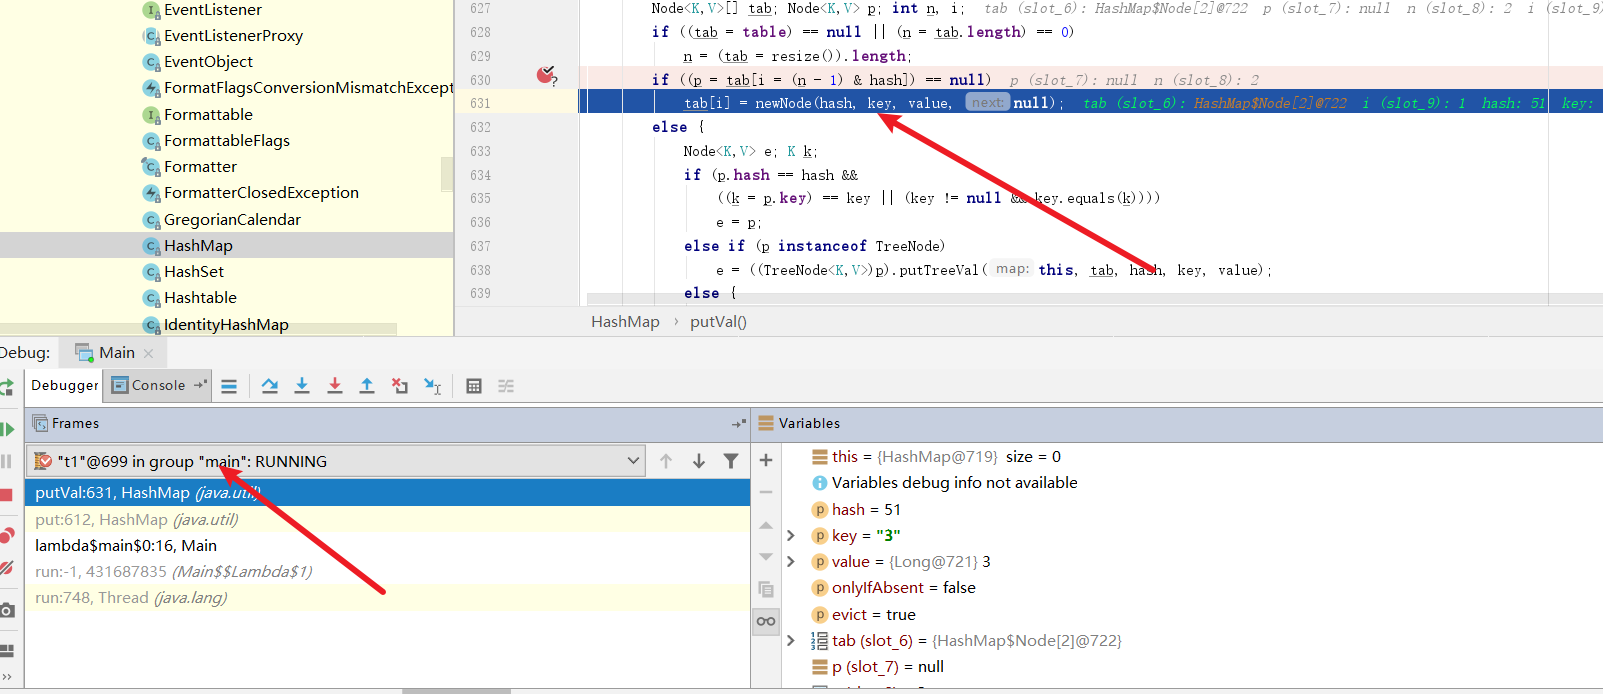 EventListener
EventListenerProxy
EventObject
FormatFlagsConversionMismatchExcept
Formattable
FormattableFlags
Formatter
FormatterClosedException
GregorianCalendar
HashMap
HashSet
Hashtable
IdentityHashMap
627 Node<K,V>[] tab; Node<K,V> p; int n, i; tab (slot_6): HashMap$Node[2]@722 p (slot_7): null n (slot_8): 2 i (slot_9)
628 if ((tab = table) == null || (n = tab.length) == 0)
629 n = (tab = resize()).length;
630 if ((p = tab[i = (n - 1) & hash]) == null) p (slot_7): null n (slot_8): 2
631 tab[i] = newNode(hash, key, value, next: null); tab (slot_6): HashMap$Node[2]@722 i (slot_9): 1 hash: 51 key:
632 else {
633 Node<K,V> e; K k;
634 if (p.hash == hash &&
635 ((k = p.key) == key || (key != null && key.equals(k))))
636 e = p;
637 else if (p instanceof TreeNode)
638 e = ((TreeNode<K,V>)p).putTreeVal( map: this, tab, hash, key, value);
639 else {
HashMap › putVal()
Debug: Main
Debugger Console
Frames
"t1"@699 in group "main": RUNNING
putVal:631, HashMap (java.util)
put:612, HashMap (java.util)
lambda$main$0:16, Main
run:-1, 431687835 (Main$$Lambda$1)
run:748, Thread (java.lang)
Variables
this = {HashMap@719} size = 0
Variables debug info not available
hash = 51
key = "3"
value = {Long@721} 3
onlyIfAbsent = false
evict = true
tab (slot_6) = {HashMap$Node[2]@722}
p (slot_7) = null